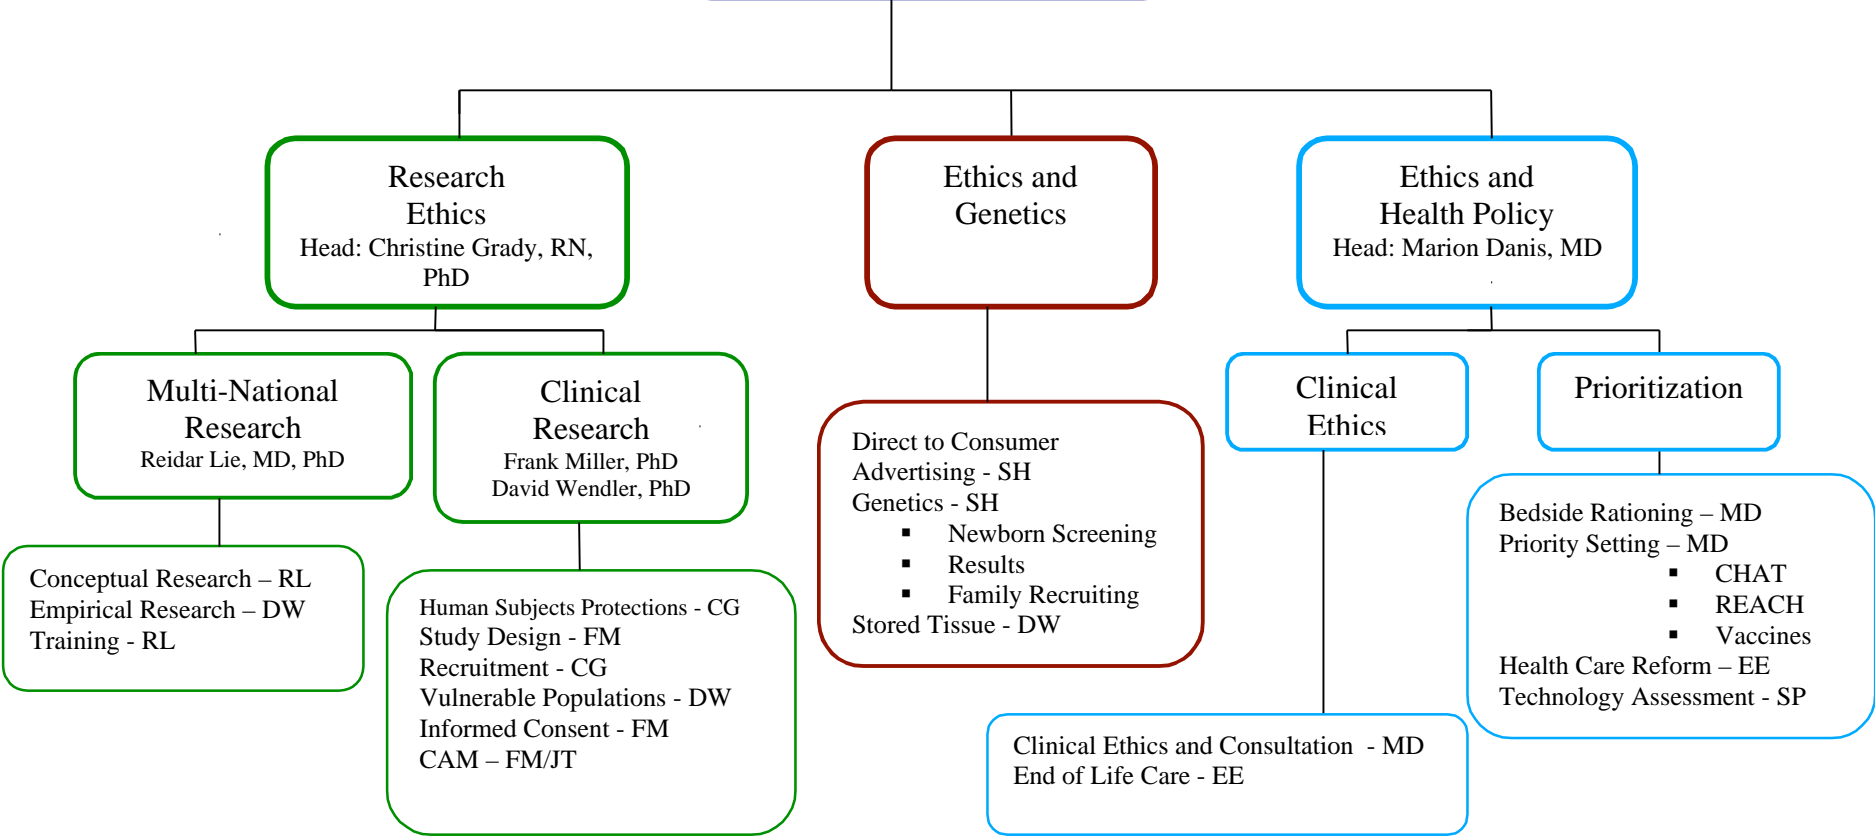 Research
Ethics
Head: Christine Grady, RN,
PhD
Ethics and
Genetics
Ethics and
Health Policy
Head: Marion Danis, MD
Multi-National
Research
Reidar Lie, MD, PhD
Clinical
Research
Frank Miller, PhD
David Wendler, PhD
Clinical
Ethics
Prioritization
Conceptual Research – RL
Empirical Research – DW
Training - RL
Human Subjects Protections - CG
Study Design - FM
Recruitment - CG
Vulnerable Populations - DW
Informed Consent - FM
CAM – FM/JT
Direct to Consumer
Advertising - SH
Genetics - SH
▪ Newborn Screening
▪ Results
▪ Family Recruiting
Stored Tissue - DW
Clinical Ethics and Consultation  - MD
End of Life Care - EE
Bedside Rationing – MD
Priority Setting – MD
▪ CHAT
▪ REACH
▪ Vaccines
Health Care Reform – EE
Technology Assessment - SP